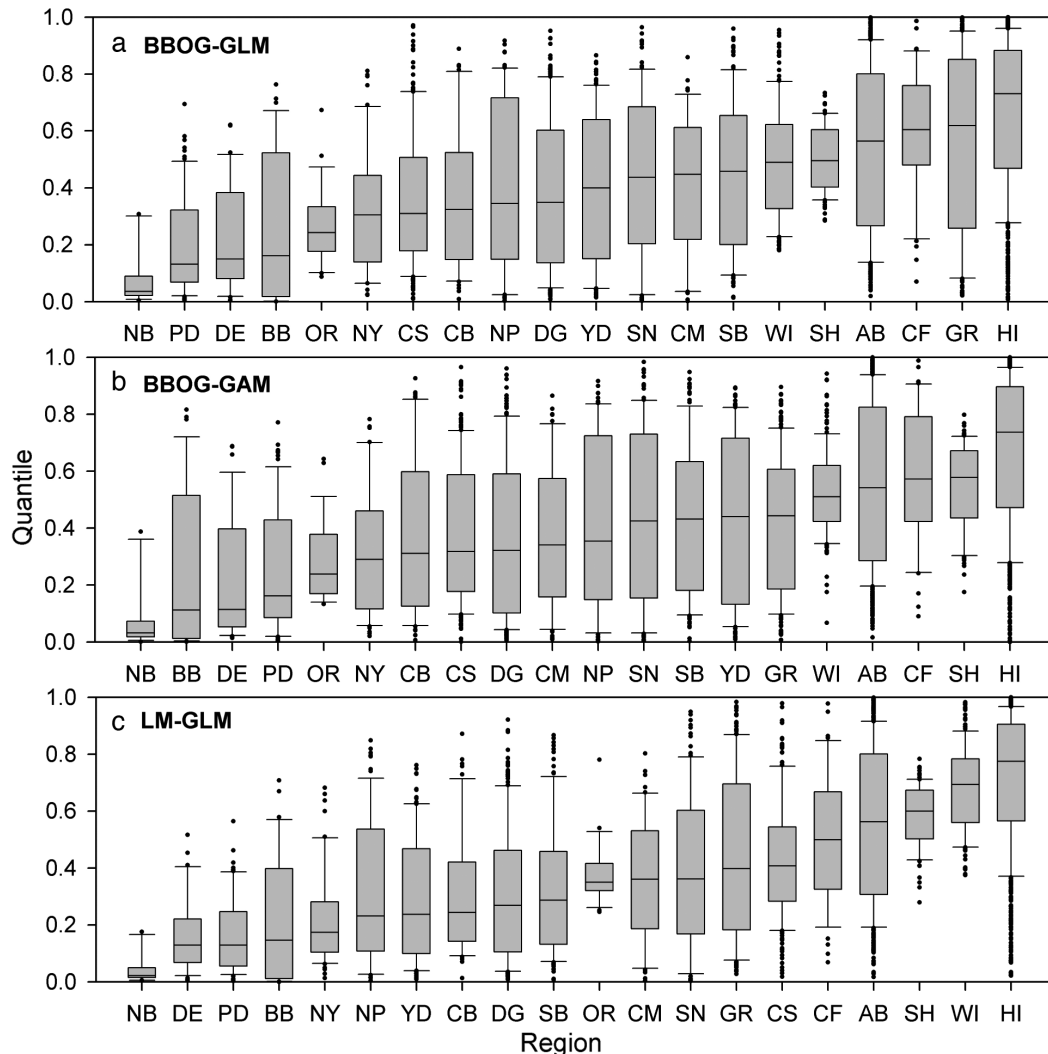 a BBOG-GLM
1.0
0.8
0.6
0.4
0.2
0.0
NB PD DE BB OR NY CS CB NP DG YD SN CM SB WI SH AB CF GR HI
b BBOG-GAM
1.0
0.8
0.6
0.4
0.2
0.0
Quantile
NB BB DE PD OR NY CB CS DG CM NP SN SB YD GR WI AB CF SH HI
c LM-GLM
1.0
0.8
0.6
0.4
0.2
0.0
NB DE PD BB NY NP YD CB DG SB OR CM SN GR CS CF AB SH WI HI
Region